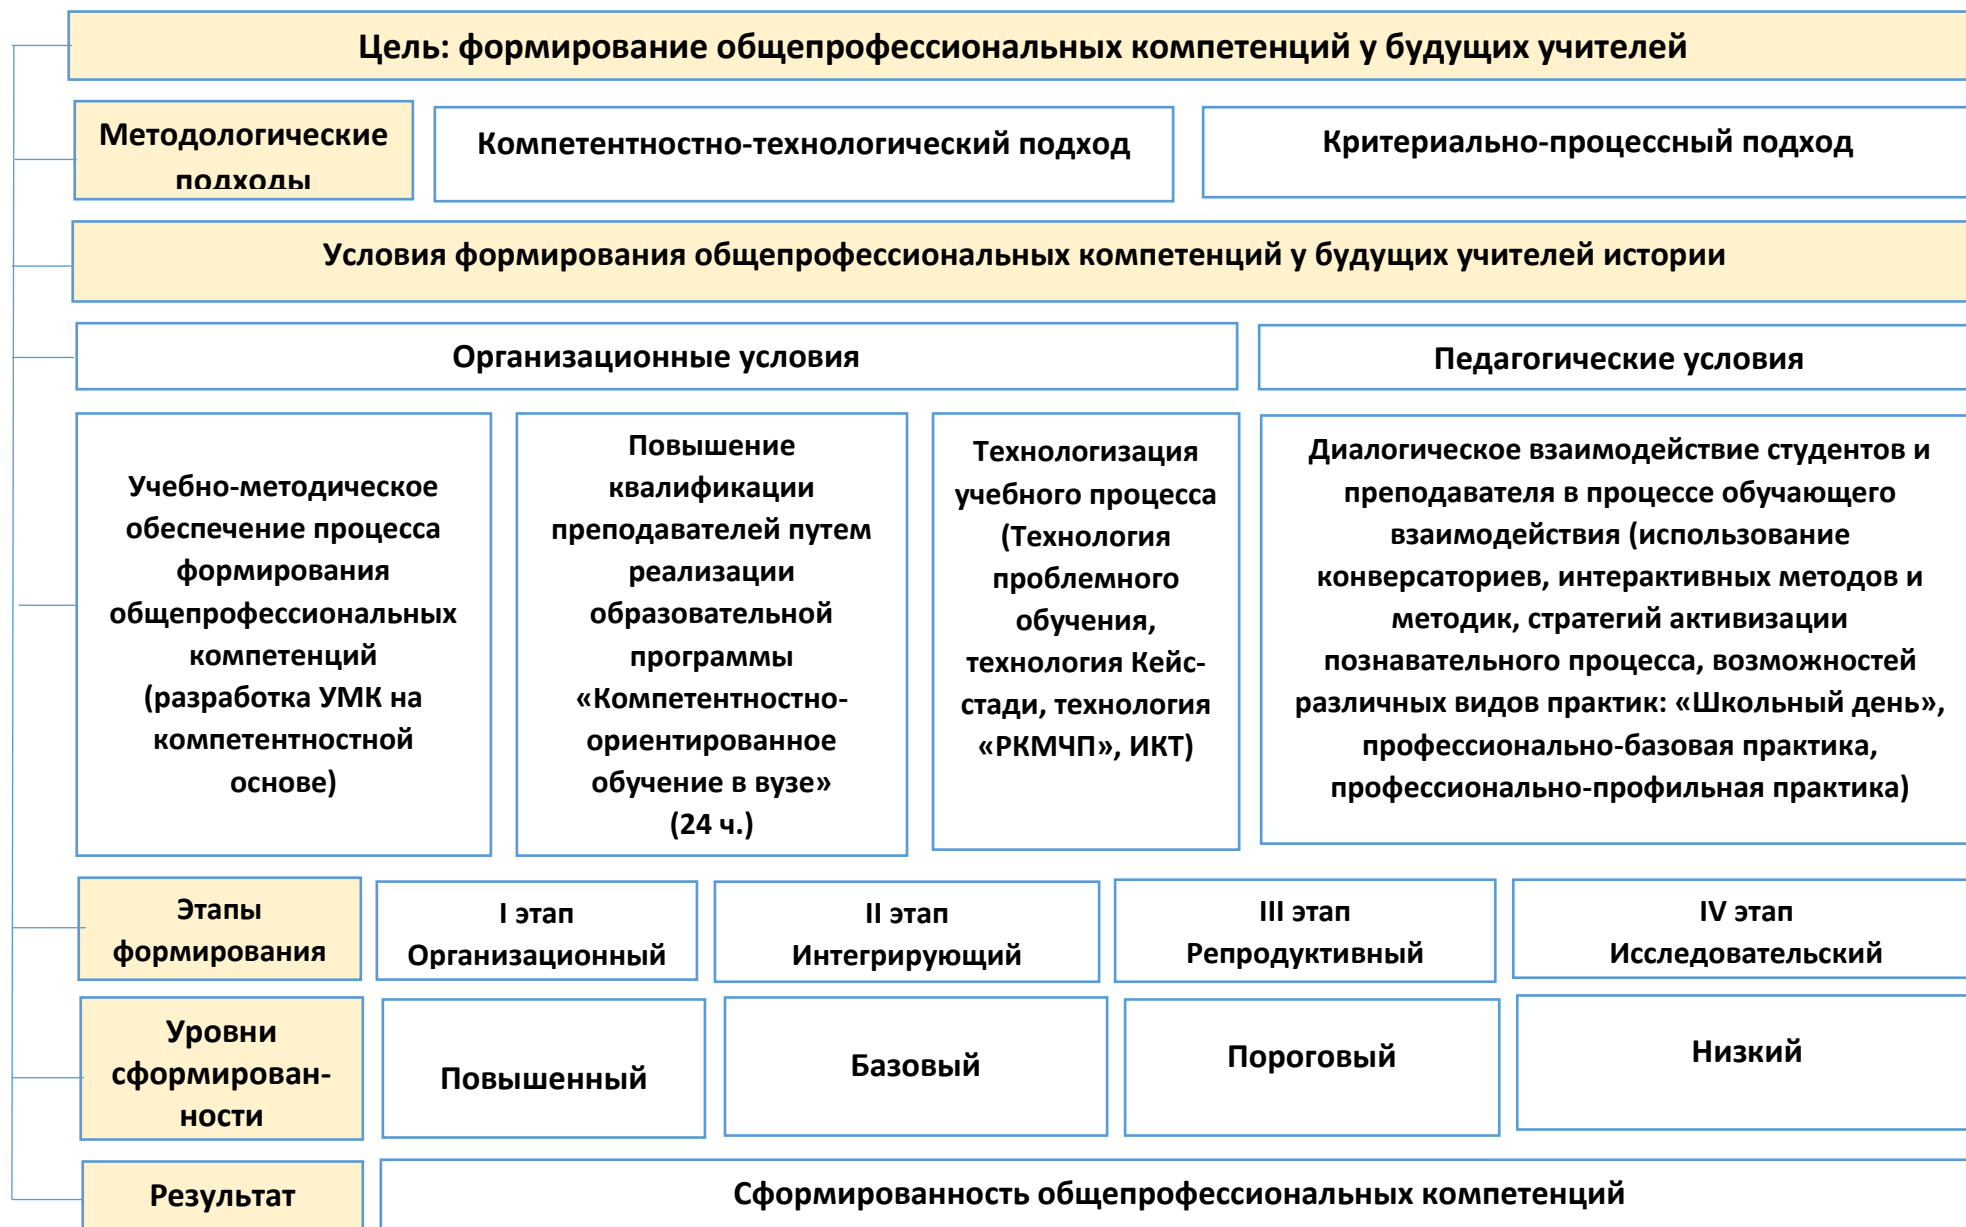 Цель: формирование общепрофессиональных компетенций у будущих учителей
Методологические
подходы
Компетентностно-технологический подход
Критериально-процессный подход
Условия формирования общепрофессиональных компетенций у будущих учителей истории
Организационные условия
Педагогические условия
Учебно-методическое
обеспечение процесса
формирования
общепрофессиональных
компетенций
(разработка УМК на
компетентностной
основе)
Повышение
квалификации
преподавателей путем
реализации
образовательной
программы
«Компетентностно-
ориентированное
обучение в вузе»
(24 ч.)
Технологизация
учебного процесса
(Технология
проблемного
обучения,
технология Кейс-
стади, технология
«РКМЧП», ИКТ)
Диалогическое взаимодействие студентов и
преподавателя в процессе обучающего
взаимодействия (использование
конверсаториев, интерактивных методов и
методик, стратегий активизации
познавательного процесса, возможностей
различных видов практик: «Школьный день»,
профессионально-базовая практика,
профессионально-профильная практика)
Этапы
формирования
I этап
Организационный
II этап
Интегрирующий
III этап
Репродуктивный
IV этап
Исследовательский
Уровни
сформирован-
ности
Повышенный
Базовый
Пороговый
Низкий
Результат
Сформированность общепрофессиональных компетенций